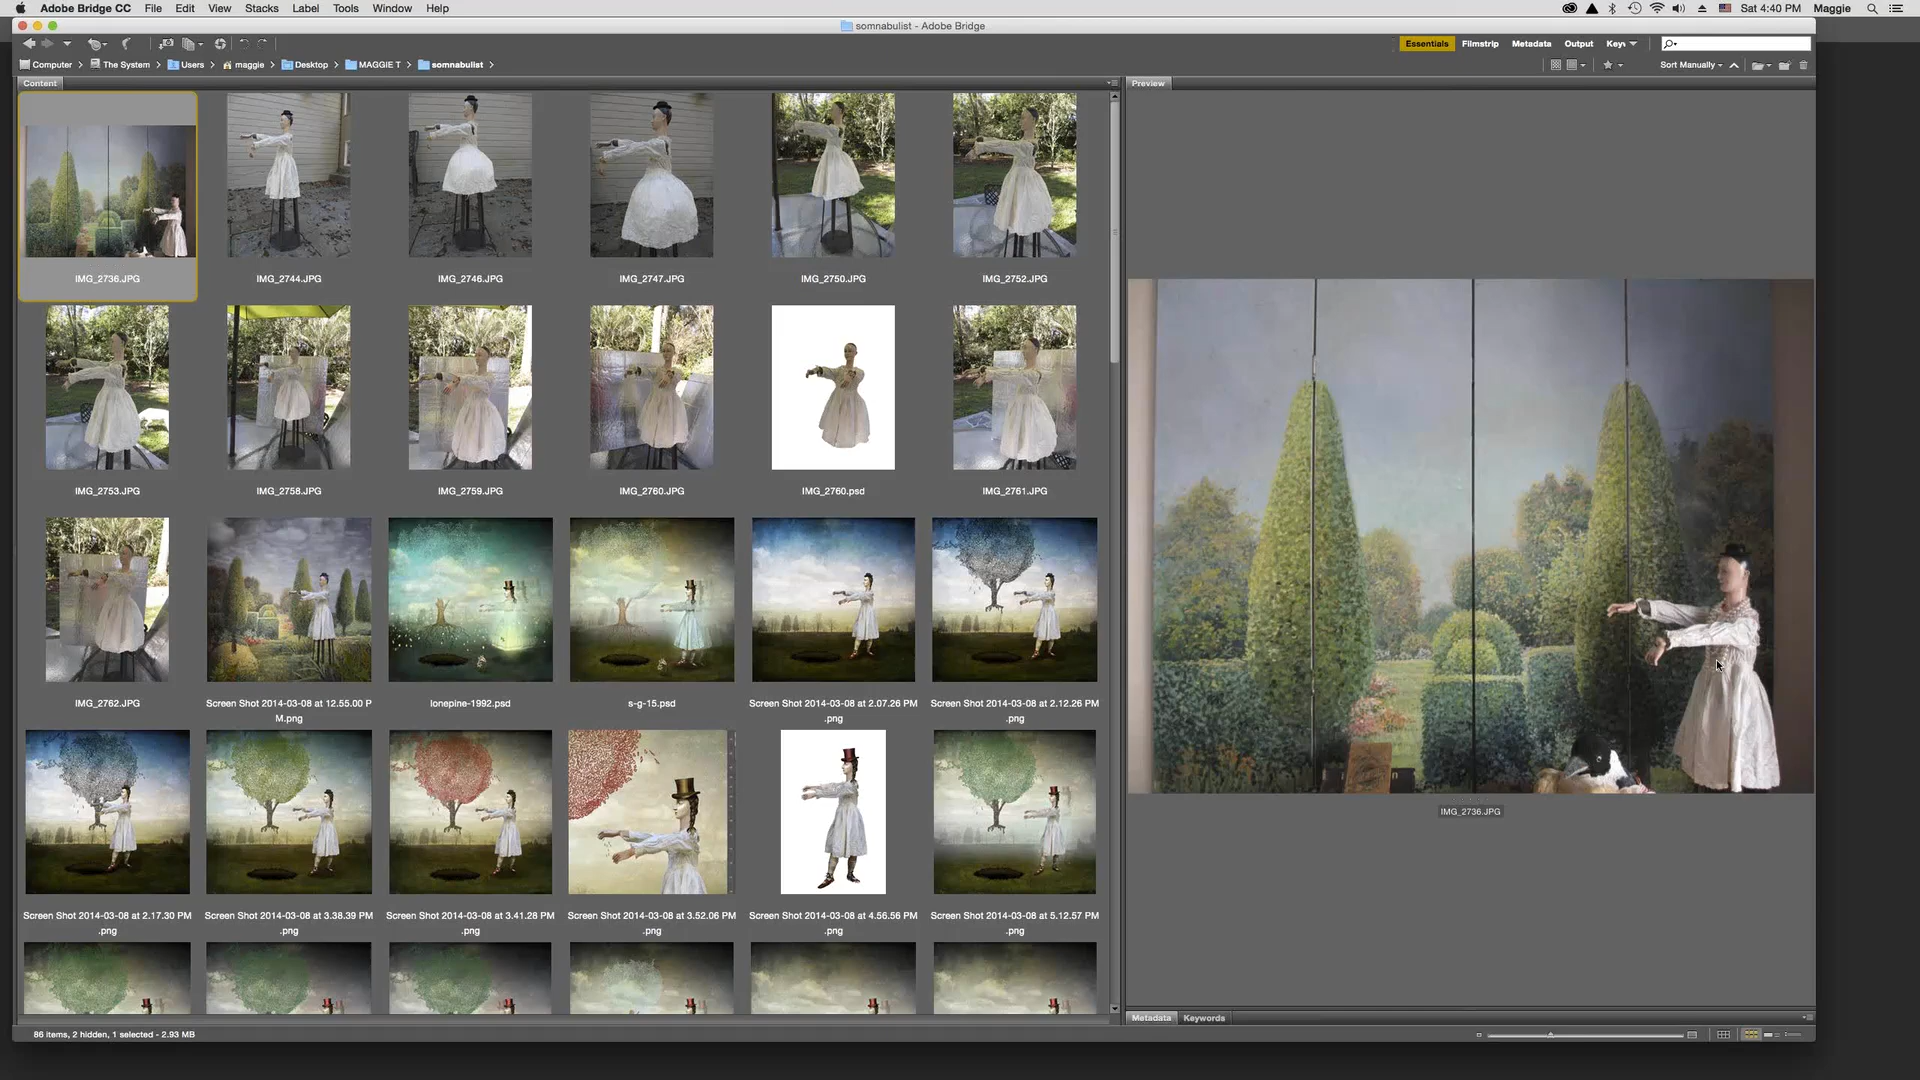 Adobe Bridge CC File Edit View Stacks Label Tools Window Help Sat 4:40 PM Maggie
somnabulist - Adobe Bridge
Essentials Filmstrip Metadata Output Keyw
Computer The System Users maggie Desktop MAGGIE T somnabulist Sort Manually
Content
Preview
IMG_2736.JPG IMG_2744.JPG IMG_2746.JPG IMG_2747.JPG IMG_2750.JPG IMG_2752.JPG
IMG_2753.JPG IMG_2758.JPG IMG_2759.JPG IMG_2760.JPG IMG_2760.psd IMG_2761.JPG
IMG_2762.JPG Screen Shot 2014-03-08 at 12.55.00 P lonepine-1992.psd s-g-15.psd Screen Shot 2014-03-08 at 2.07.26 PM Screen Shot 2014-03-08 at 2.12.26 PM
M.png .png .png
Screen Shot 2014-03-08 at 2.17.30 PM Screen Shot 2014-03-08 at 3.38.39 PM Screen Shot 2014-03-08 at 3.41.28 PM Screen Shot 2014-03-08 at 3.52.06 PM Screen Shot 2014-03-08 at 4.56.56 PM Screen Shot 2014-03-08 at 5.12.57 PM
.png .png .png .png .png .png
IMG_2736.JPG
Metadata Keywords
86 items, 2 hidden, 1 selected - 2.93 MB